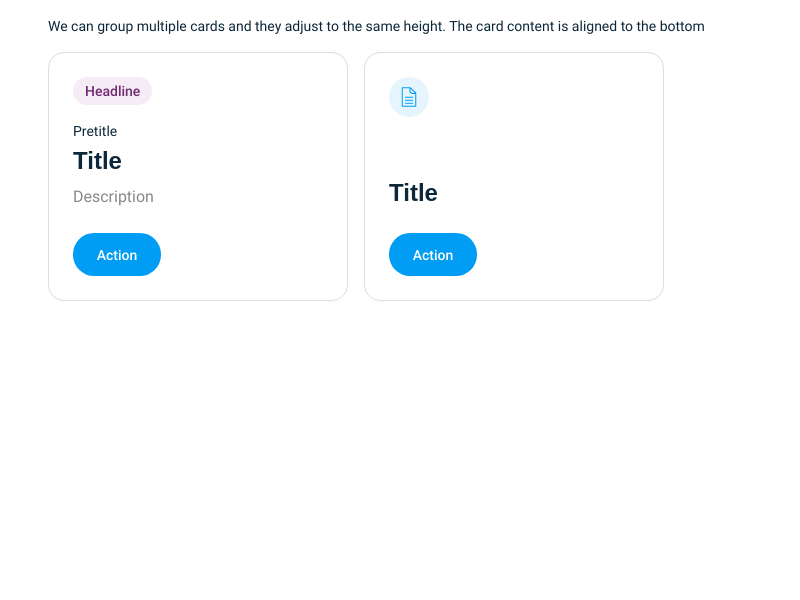 We can group multiple cards and they adjust to the same height. The card content is aligned to the bottom
Headline
Pretitle
Title
Description
Action
Title
Action